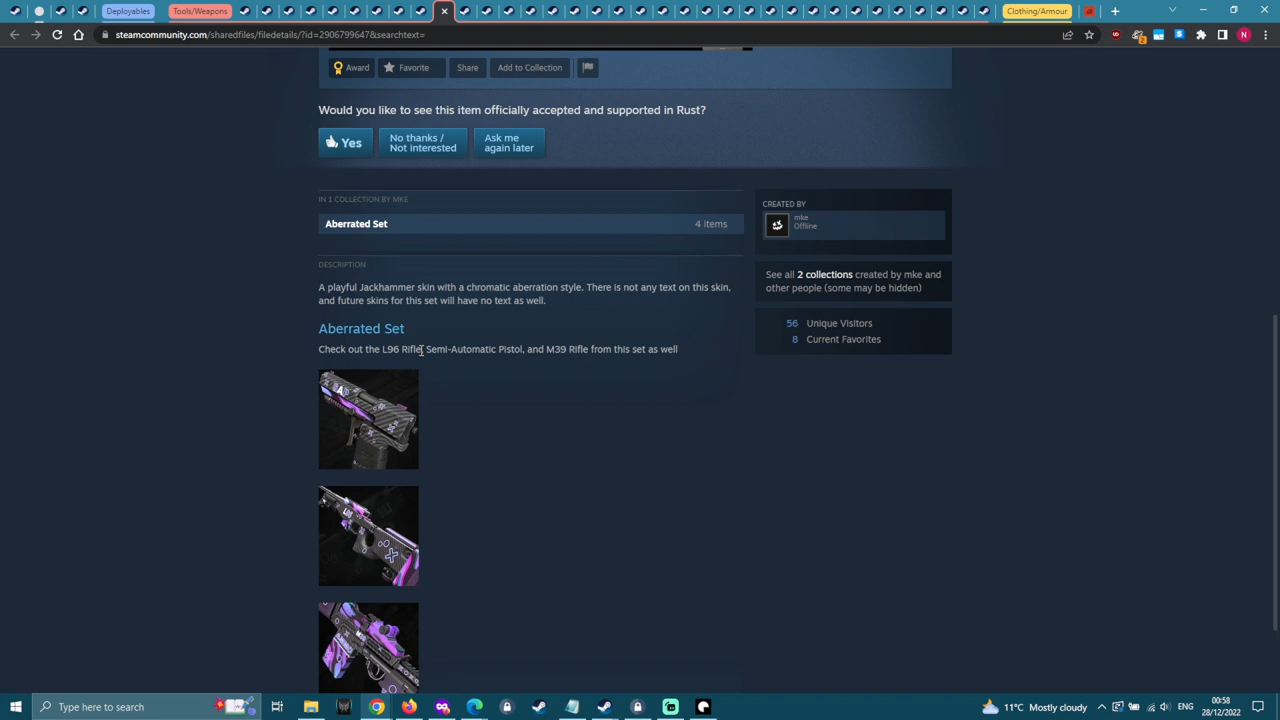 Deployables
Tools/Weapons
Clothing/Armour
steamcommunity.com/sharedfiles/filedetails/?id=2906799647&searchtext=
N
Award
Favorite
Share
Add to Collection
Would you like to see this item officially accepted and supported in Rust?
Yes
No thanks /
Not interested
Ask me
again later
IN 1 COLLECTION BY MKE
Aberrated Set
4 items
DESCRIPTION
A playful Jackhammer skin with a chromatic aberration style. There is not any text on this skin,
and future skins for this set will have no text as well.
Aberrated Set
Check out the L96 Rifle, Semi-Automatic Pistol, and M39 Rifle from this set as well
CREATED BY
mke
Offline
See all 2 collections created by mke and
other people (some may be hidden)
56 Unique Visitors
8 Current Favorites
Type here to search
11°C Mostly cloudy
ENG
00:58
28/12/2022